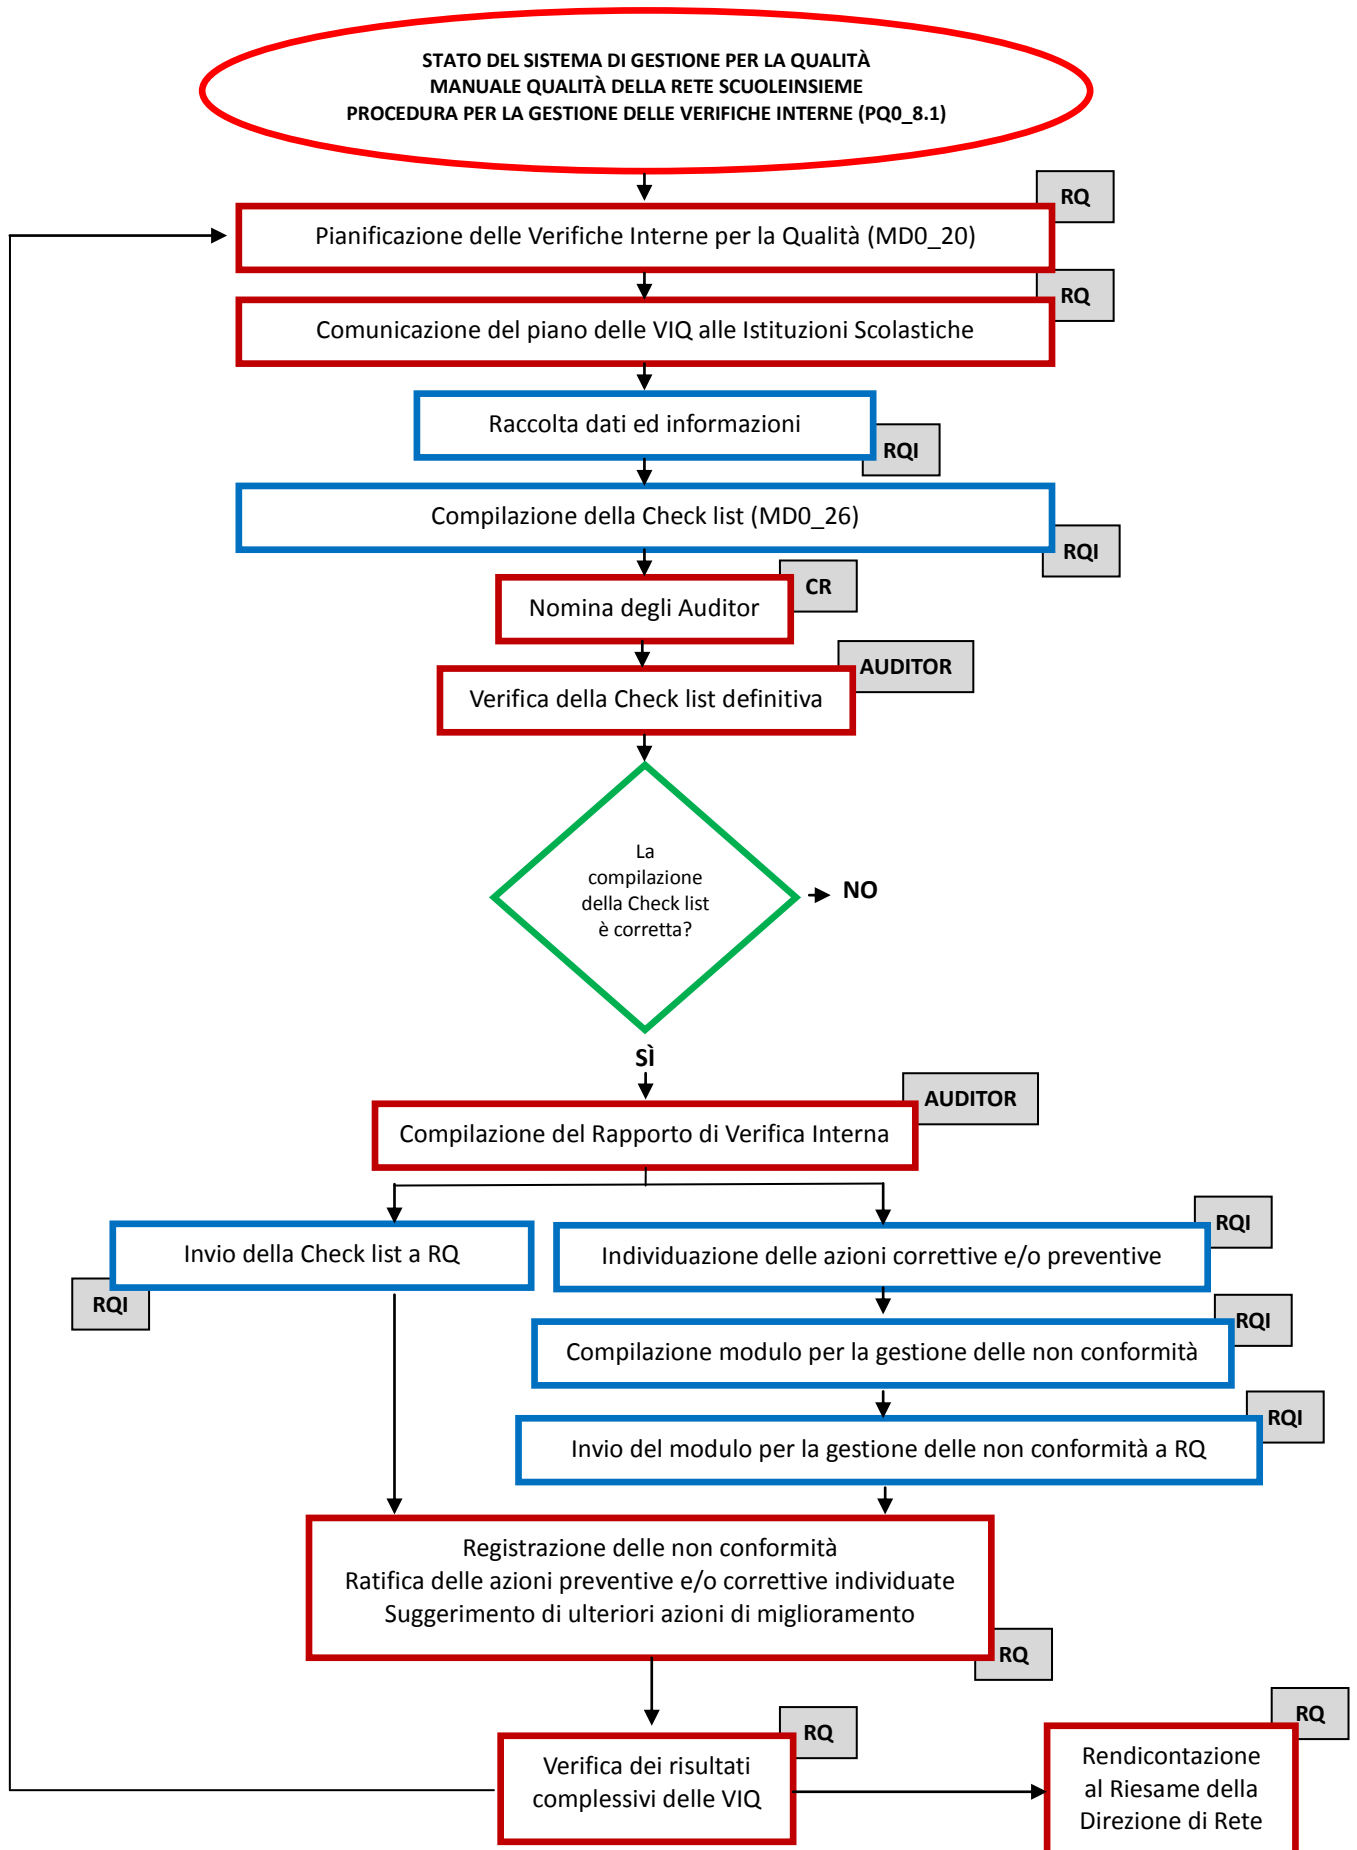 STATO DEL SISTEMA DI GESTIONE PER LA QUALITÀ
MANUALE QUALITÀ DELLA RETE SCUOLEINSIEME
PROCEDURA PER LA GESTIONE DELLE VERIFICHE INTERNE (PQ0_8.1)
RQ
Pianificazione delle Verifiche Interne per la Qualità (MD0_20)
RQ
Comunicazione del piano delle VIQ alle Istituzioni Scolastiche
Raccolta dati ed informazioni
RQI
Compilazione della Check list (MD0_26)
RQI
CR
Nomina degli Auditor
AUDITOR
Verifica della Check list definitiva
La
compilazione
della Check list
è corretta?
NO
SÌ
AUDITOR
Compilazione del Rapporto di Verifica Interna
Invio della Check list a RQ
RQI
RQI
Individuazione delle azioni correttive e/o preventive
RQI
Compilazione modulo per la gestione delle non conformità
RQI
Invio del modulo per la gestione delle non conformità a RQ
Registrazione delle non conformità
Ratifica delle azioni preventive e/o correttive individuate
Suggerimento di ulteriori azioni di miglioramento
RQ
RQ
Verifica dei risultati
complessivi delle VIQ
RQ
Rendicontazione
al Riesame della
Direzione di Rete